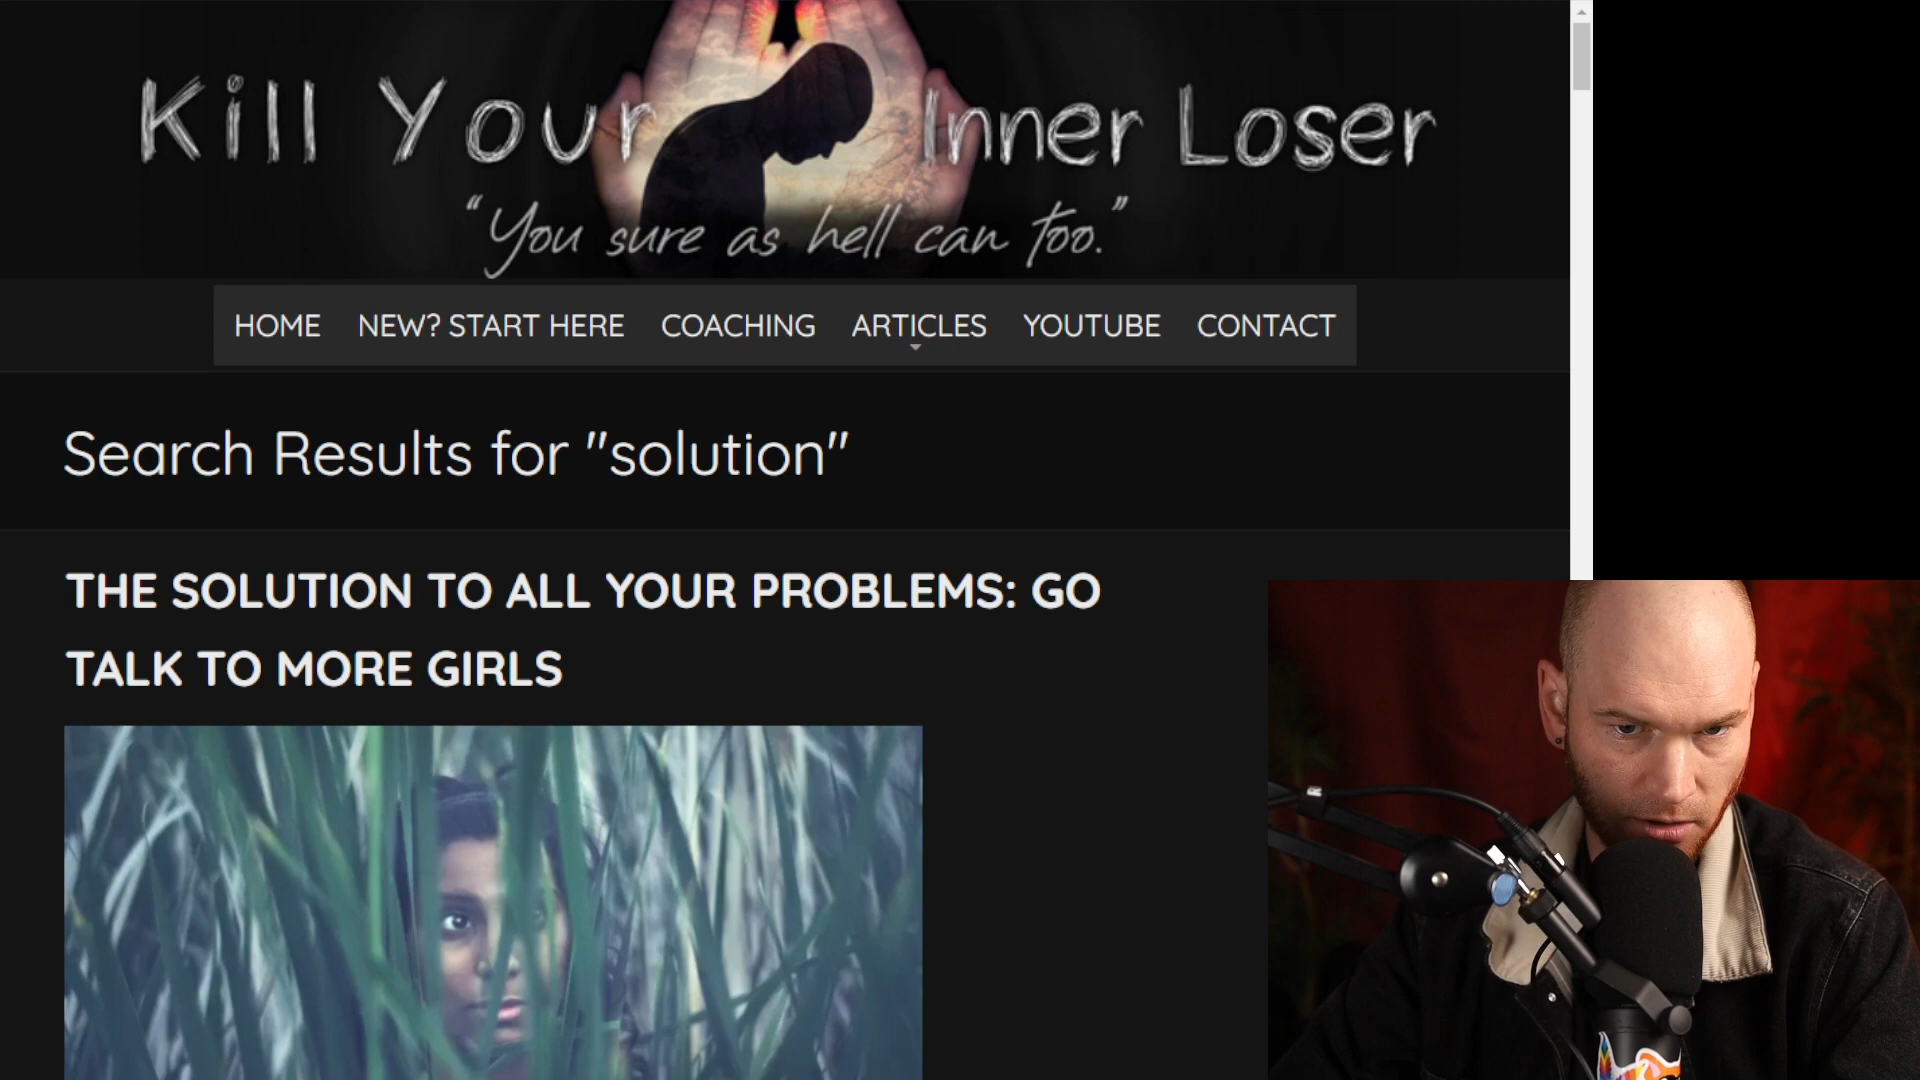 Kill Your Inner Loser
"You sure as hell can too."
HOME NEW? START HERE COACHING ARTICLES YOUTUBE CONTACT
Search Results for "solution"
THE SOLUTION TO ALL YOUR PROBLEMS: GO
TALK TO MORE GIRLS